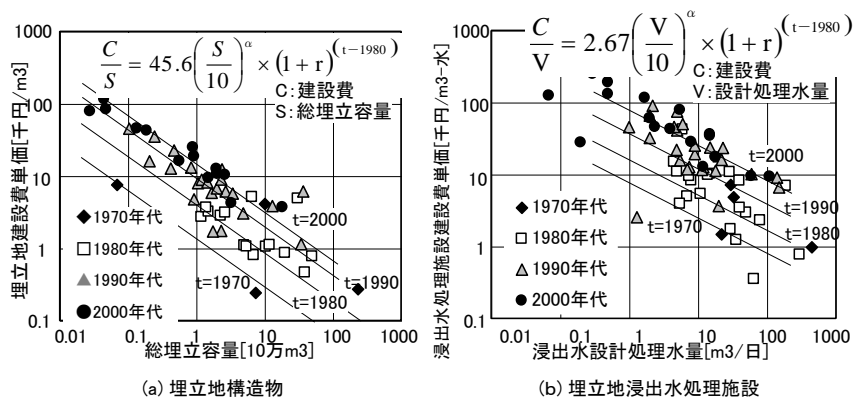 C/S = 45.6(S/10)^α × (1+r)^(t−1980)
C:建設費
S:総埋立容量
埋立地建設費単価[千円/m3]
1000
100
10
1
0.1
0.01
0.1
1.0
10
100
1000
1970年代
1980年代
1990年代
2000年代
t=2000
t=1990
t=1980
t=1970
総埋立容量[10万m3]
(a) 埋立地構造物
C/V = 2.67(V/10)^α × (1+r)^(t−1980)
C:建設費
V:設計処理水量
浸出水処理施設建設費単価[千円/m3-水]
1000
100
10
1
0.1
0.01
0.1
1
10
100
1000
1970年代
1980年代
1990年代
2000年代
t=2000
t=1990
t=1980
t=1970
浸出水設計処理水量[m3/日]
(b) 埋立地浸出水処理施設